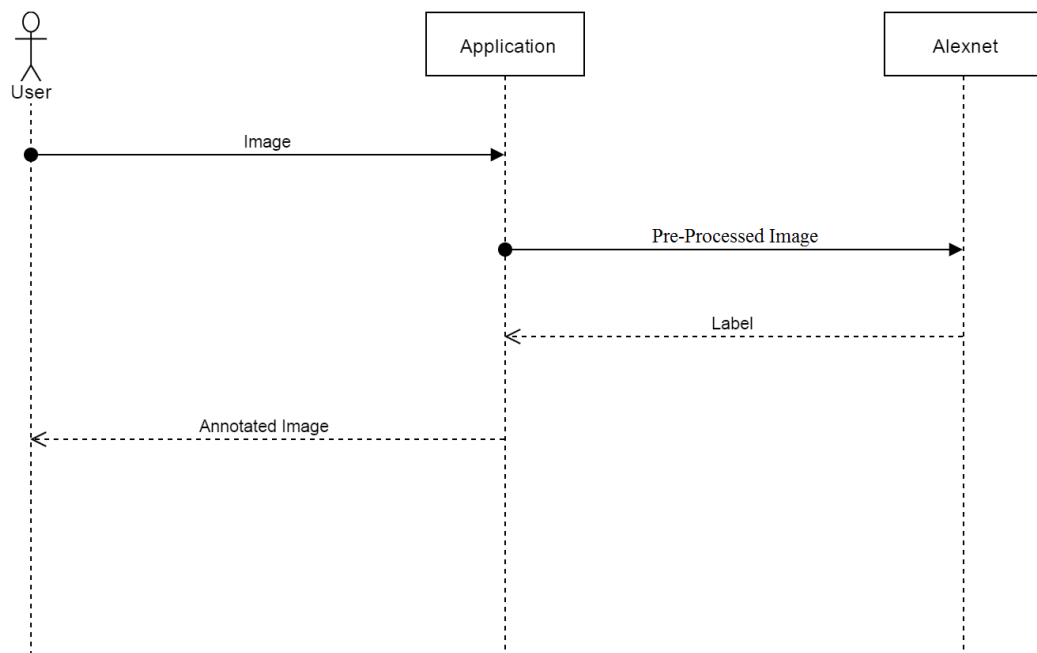 Application
Alexnet
User
Image
Pre-Processed Image
Label
Annotated Image